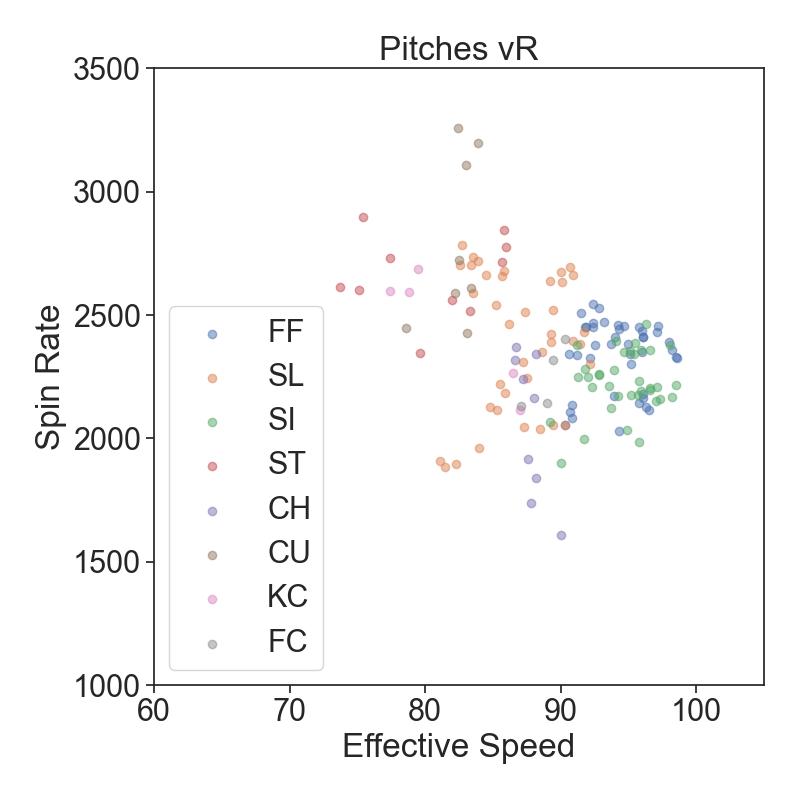 Pitches vR
Spin Rate
3500
3000
2500
2000
1500
1000
FF
SL
SI
ST
CH
CU
KC
FC
60 70 80 90 100
Effective Speed